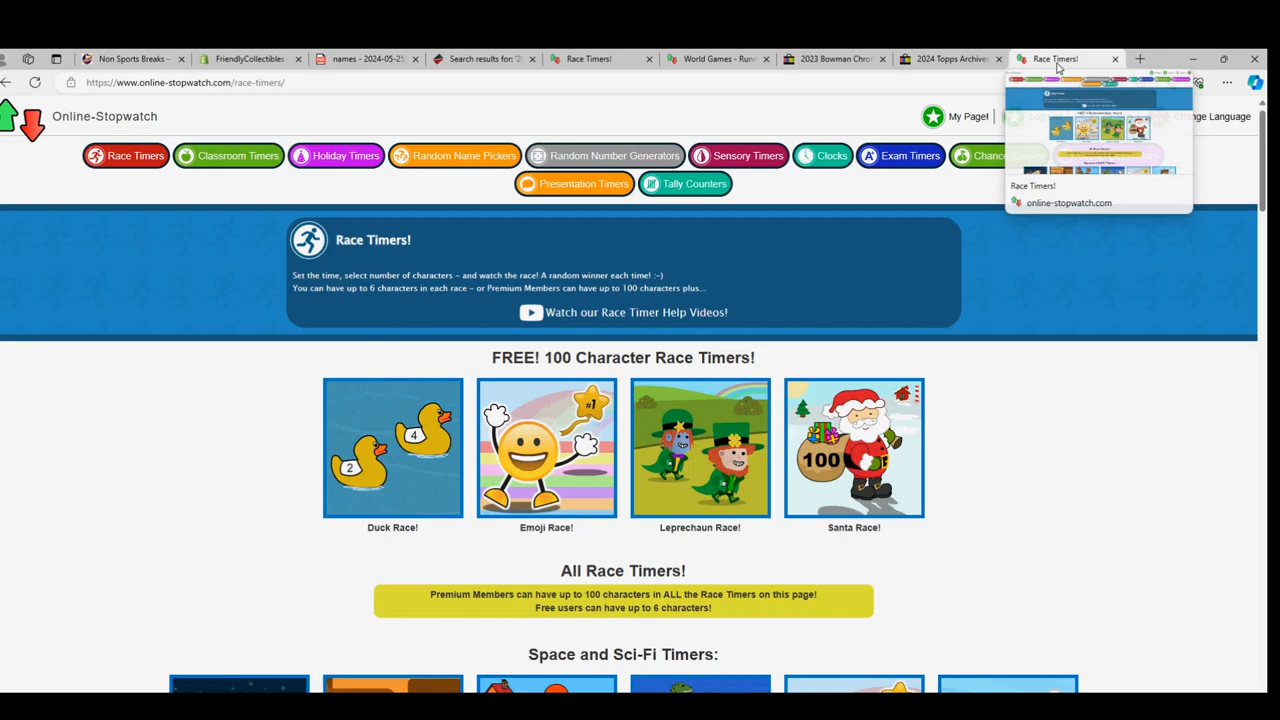 Non Sports Breaks –
FriendlyCollectibles
names - 2024-05-25
Search results for: '2
Race Timers!
World Games - Run
2023 Bowman Chro
2024 Topps Archives
Race Timers!
https://www.online-stopwatch.com/race-timers/
Online-Stopwatch
My Page!
Change Language
Race Timers
Classroom Timers
Holiday Timers
Random Name Pickers
Random Number Generators
Sensory Timers
Clocks
Exam Timers
Presentation Timers
Tally Counters
Race Timers!
online-stopwatch.com
Race Timers!
Set the time, select number of characters - and watch the race! A random winner each time! :-)
You can have up to 6 characters in each race - or Premium Members can have up to 100 characters plus...
Watch our Race Timer Help Videos!
FREE! 100 Character Race Timers!
2
4
#1
100
Duck Race!
Emoji Race!
Leprechaun Race!
Santa Race!
All Race Timers!
Premium Members can have up to 100 characters in ALL the Race Timers on this page!
Free users can have up to 6 characters!
Space and Sci-Fi Timers: